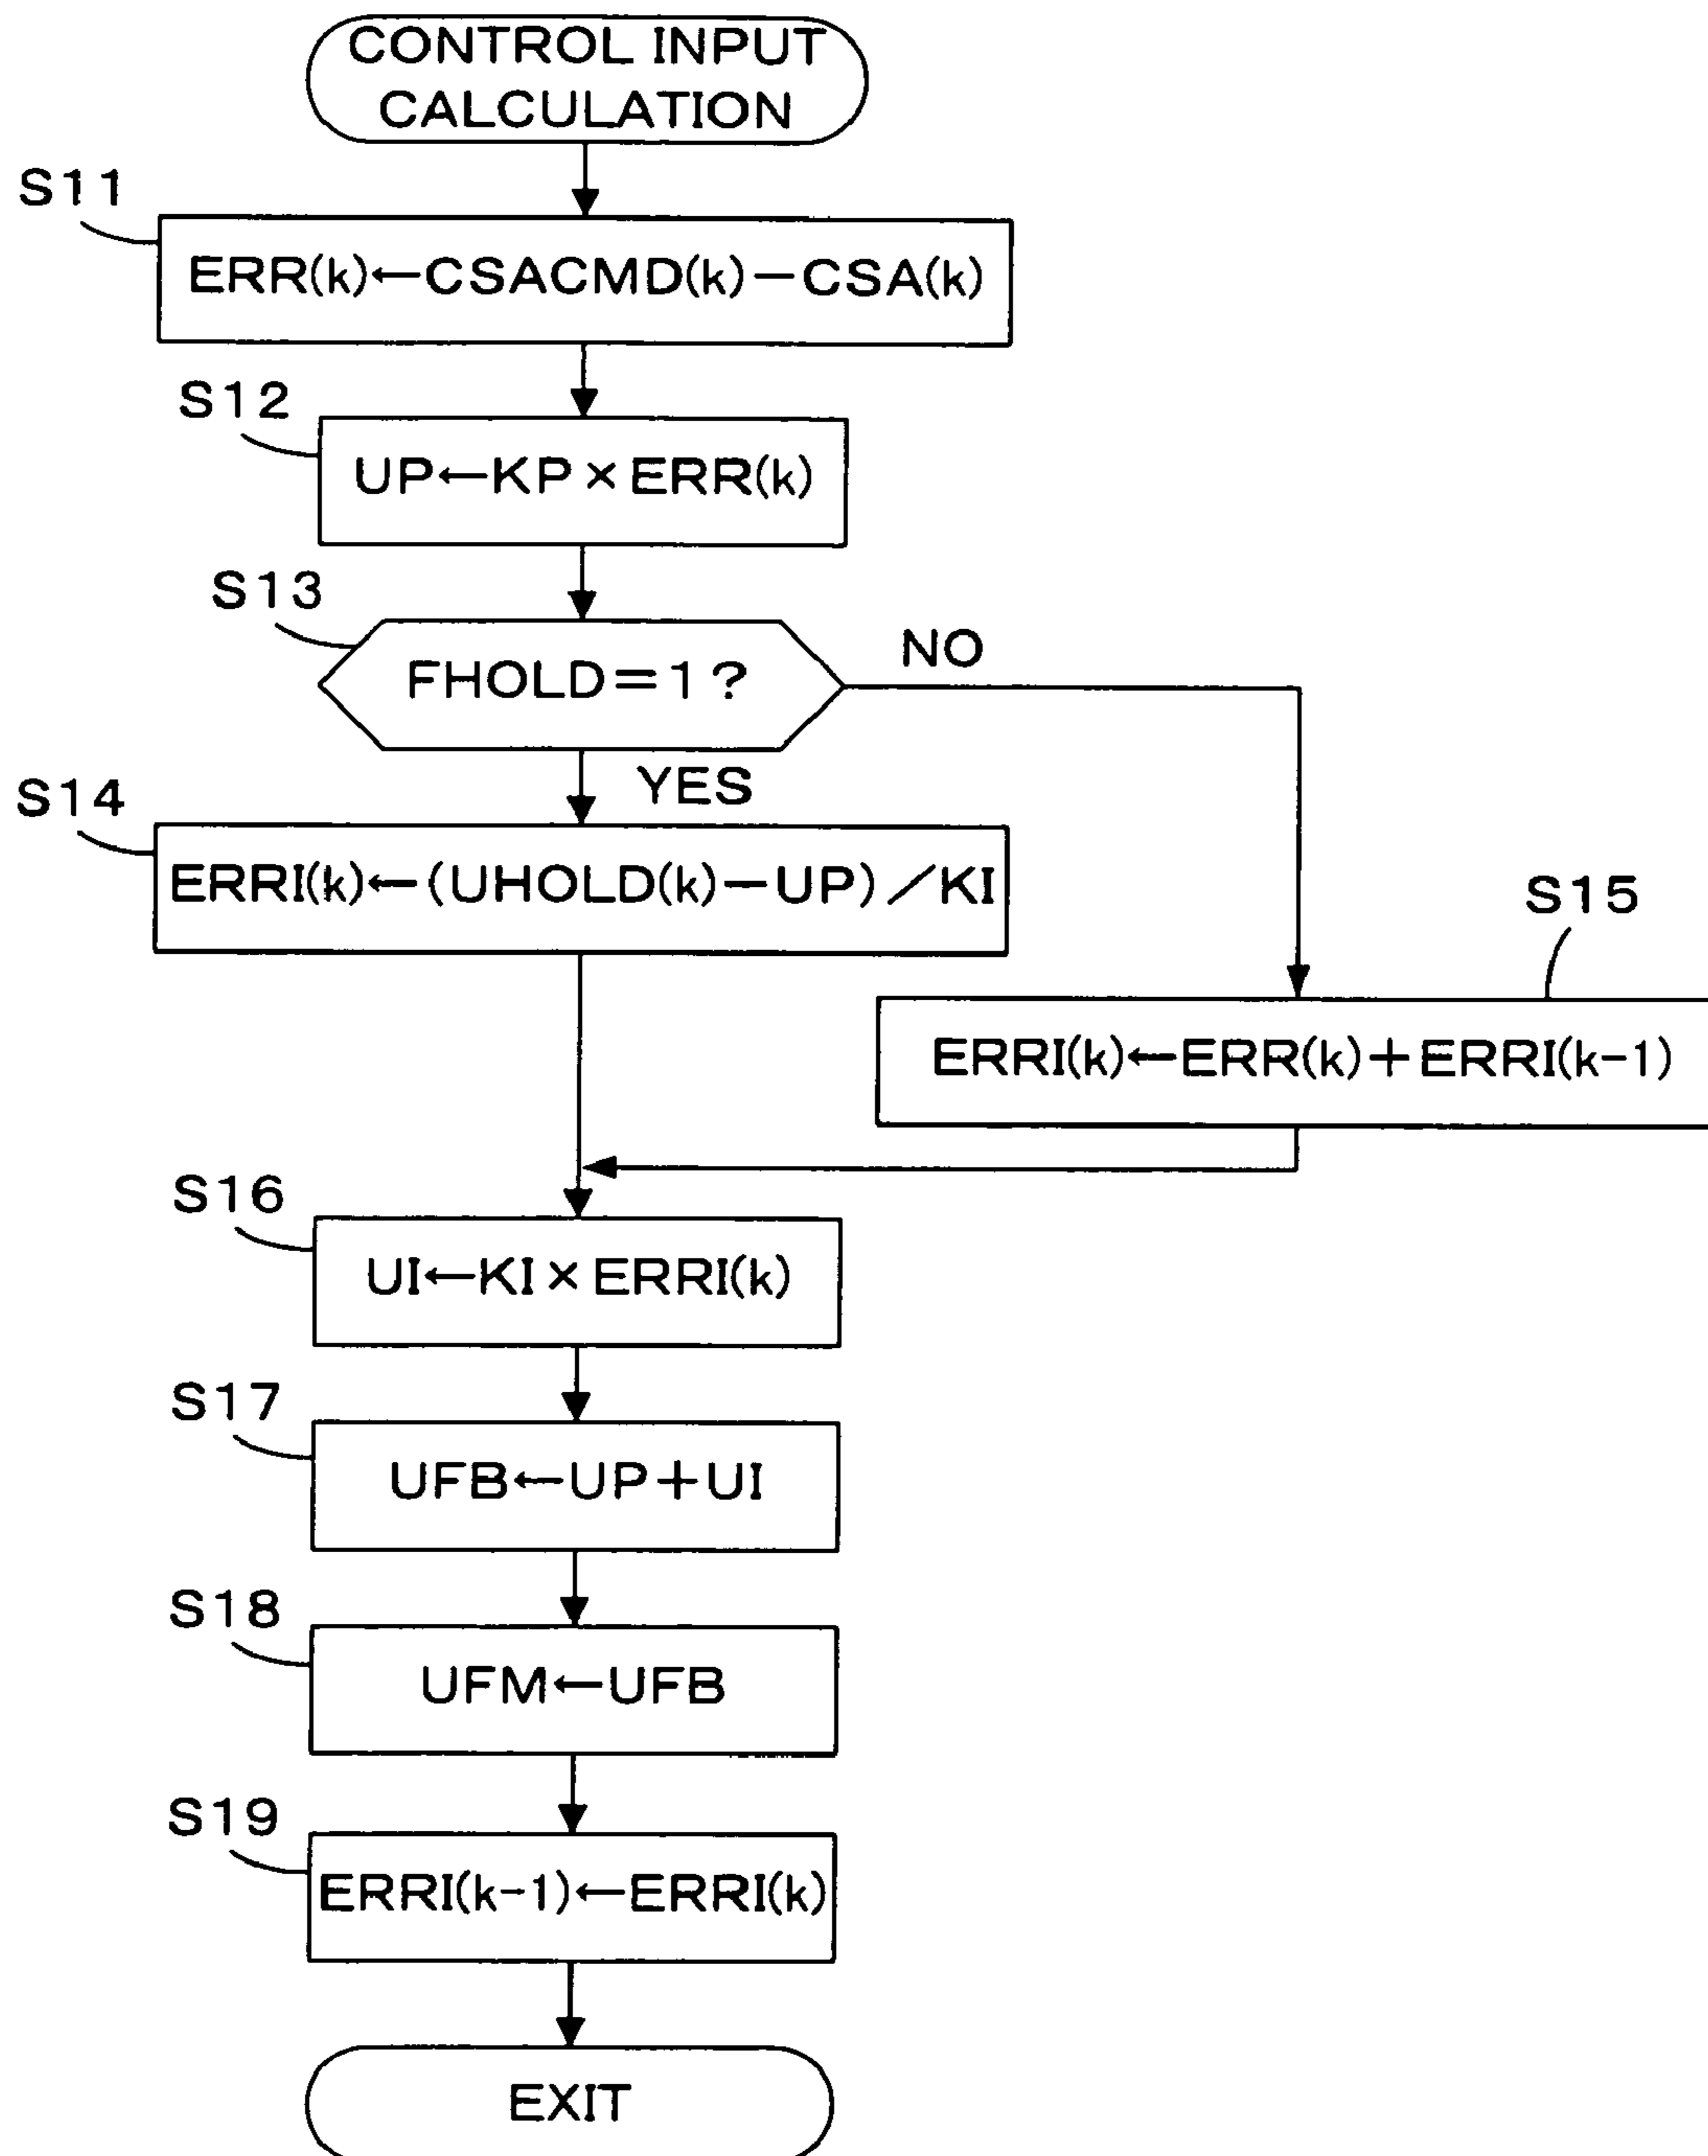 CONTROL INPUT
CALCULATION
S11
ERR(k)←CSACMD(k)−CSA(k)
S12
UP←KP×ERR(k)
S13
FHOLD=1?
NO
YES
S14
ERRI(k)←(UHOLD(k)−UP)/KI
S15
ERRI(k)←ERR(k)+ERRI(k-1)
S16
UI←KI×ERRI(k)
S17
UFB←UP+UI
S18
UFM←UFB
S19
ERRI(k-1)←ERRI(k)
EXIT